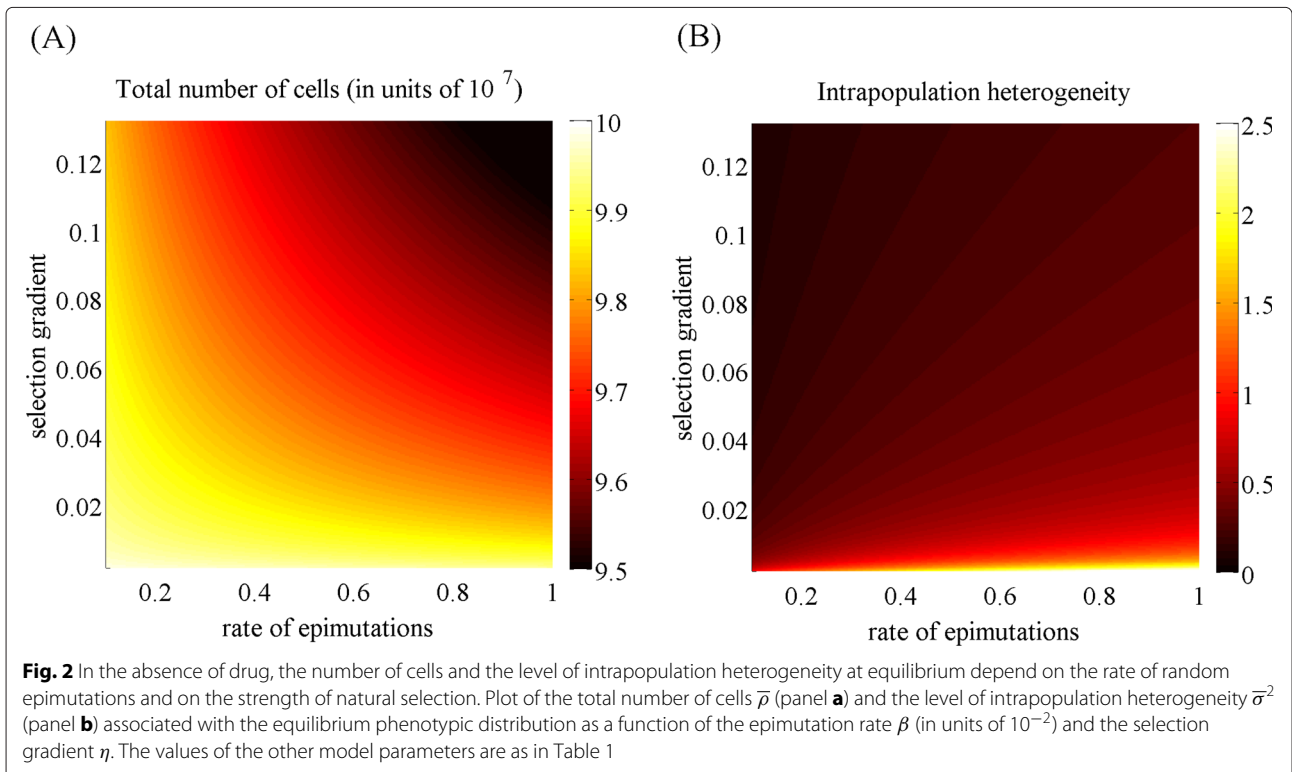 (A)
Total number of cells (in units of 10 7)
selection gradient
0.12
0.1
0.08
0.06
0.04
0.02
0.2 0.4 0.6 0.8 1
rate of epimutations
10
9.9
9.8
9.7
9.6
9.5
(B)
Intrapopulation heterogeneity
selection gradient
0.12
0.1
0.08
0.06
0.04
0.02
0.2 0.4 0.6 0.8 1
rate of epimutations
2.5
2
1.5
1
0.5
0
Fig. 2 In the absence of drug, the number of cells and the level of intrapopulation heterogeneity at equilibrium depend on the rate of random
epimutations and on the strength of natural selection. Plot of the total number of cells ρ̅ (panel a) and the level of intrapopulation heterogeneity σ̅²
(panel b) associated with the equilibrium phenotypic distribution as a function of the epimutation rate β (in units of 10⁻²) and the selection
gradient η. The values of the other model parameters are as in Table 1